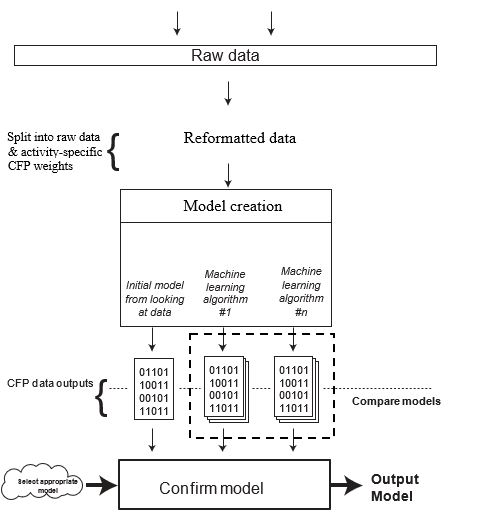 Raw data
Split into raw data
& activity-specific
CFP weights
Reformatted data
Model creation
Initial model
from looking
at data
Machine
learning
algorithm
#1
Machine
learning
algorithm
#n
CFP data outputs
01101
10011
00101
11011
01101
10011
00101
11011
01101
10011
00101
11011
Compare models
Select appropriate
model
Confirm model
Output
Model